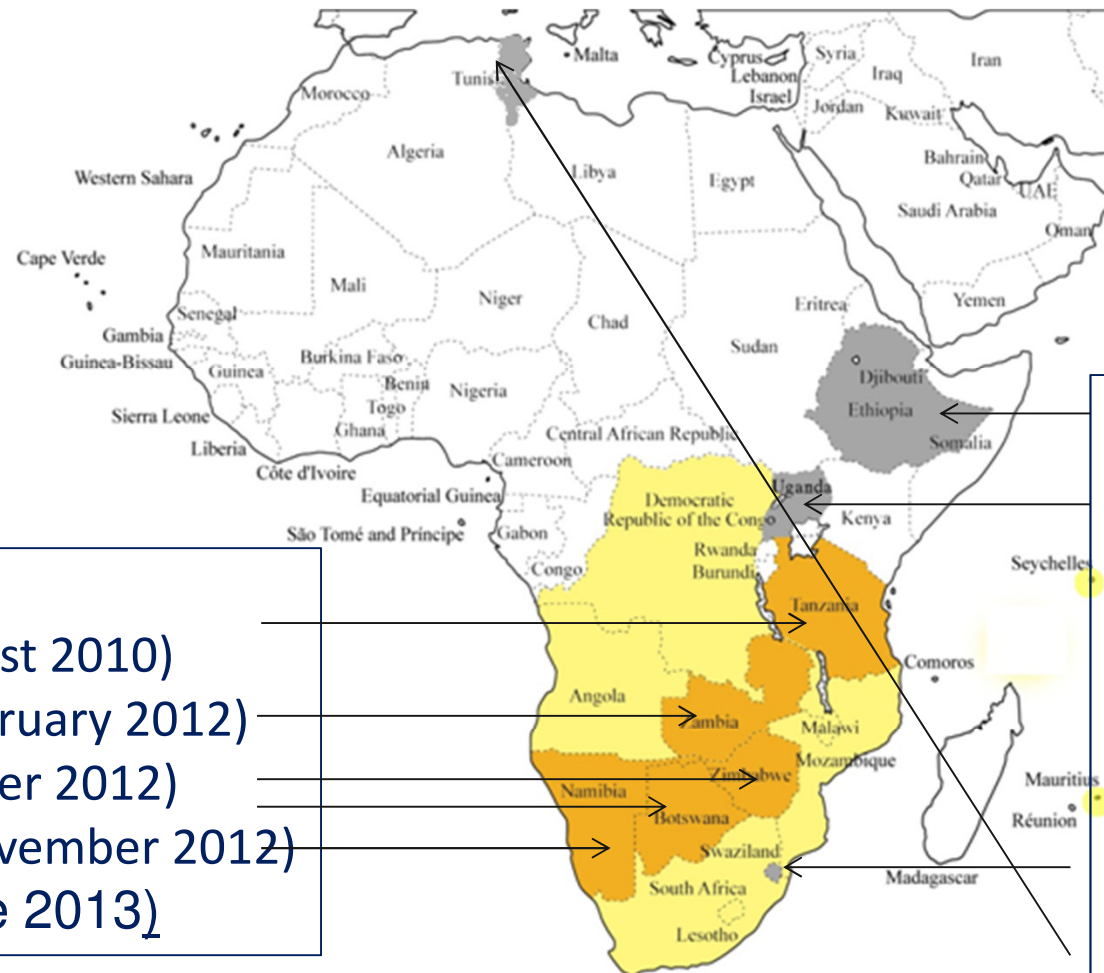 Malta
Cyprus
Syria
Lebanon
Iraq
Iran
Israel
Tunis
Jordan
Kuwait
Morocco
Algeria
Libya
Egypt
Bahrain
Qatar
UAE
Western Sahara
Saudi Arabia
Oman
Mauritania
Cape Verde
Mali
Niger
Chad
Sudan
Eritrea
Yemen
Senegal
Gambia
Guinea-Bissau
Guinea
Burkina Faso
Benin
Nigeria
Togo
Ghana
Sierra Leone
Liberia
Côte d'Ivoire
Central African Republic
Cameroon
Djibouti
Ethiopia
Somalia
Equatorial Guinea
São Tomé and Príncipe
Gabon
Congo
Democratic
Republic of the Congo
Uganda
Kenya
Rwanda
Burundi
Tanzania
Seychelles
Comoros
Angola
Zambia
Malawi
Mozambique
Zimbabwe
Namibia
Botswana
Mauritius
Réunion
Swaziland
South Africa
Lesotho
Madagascar
st 2010)
ruary 2012)
er 2012)
vember 2012)
e 2013)